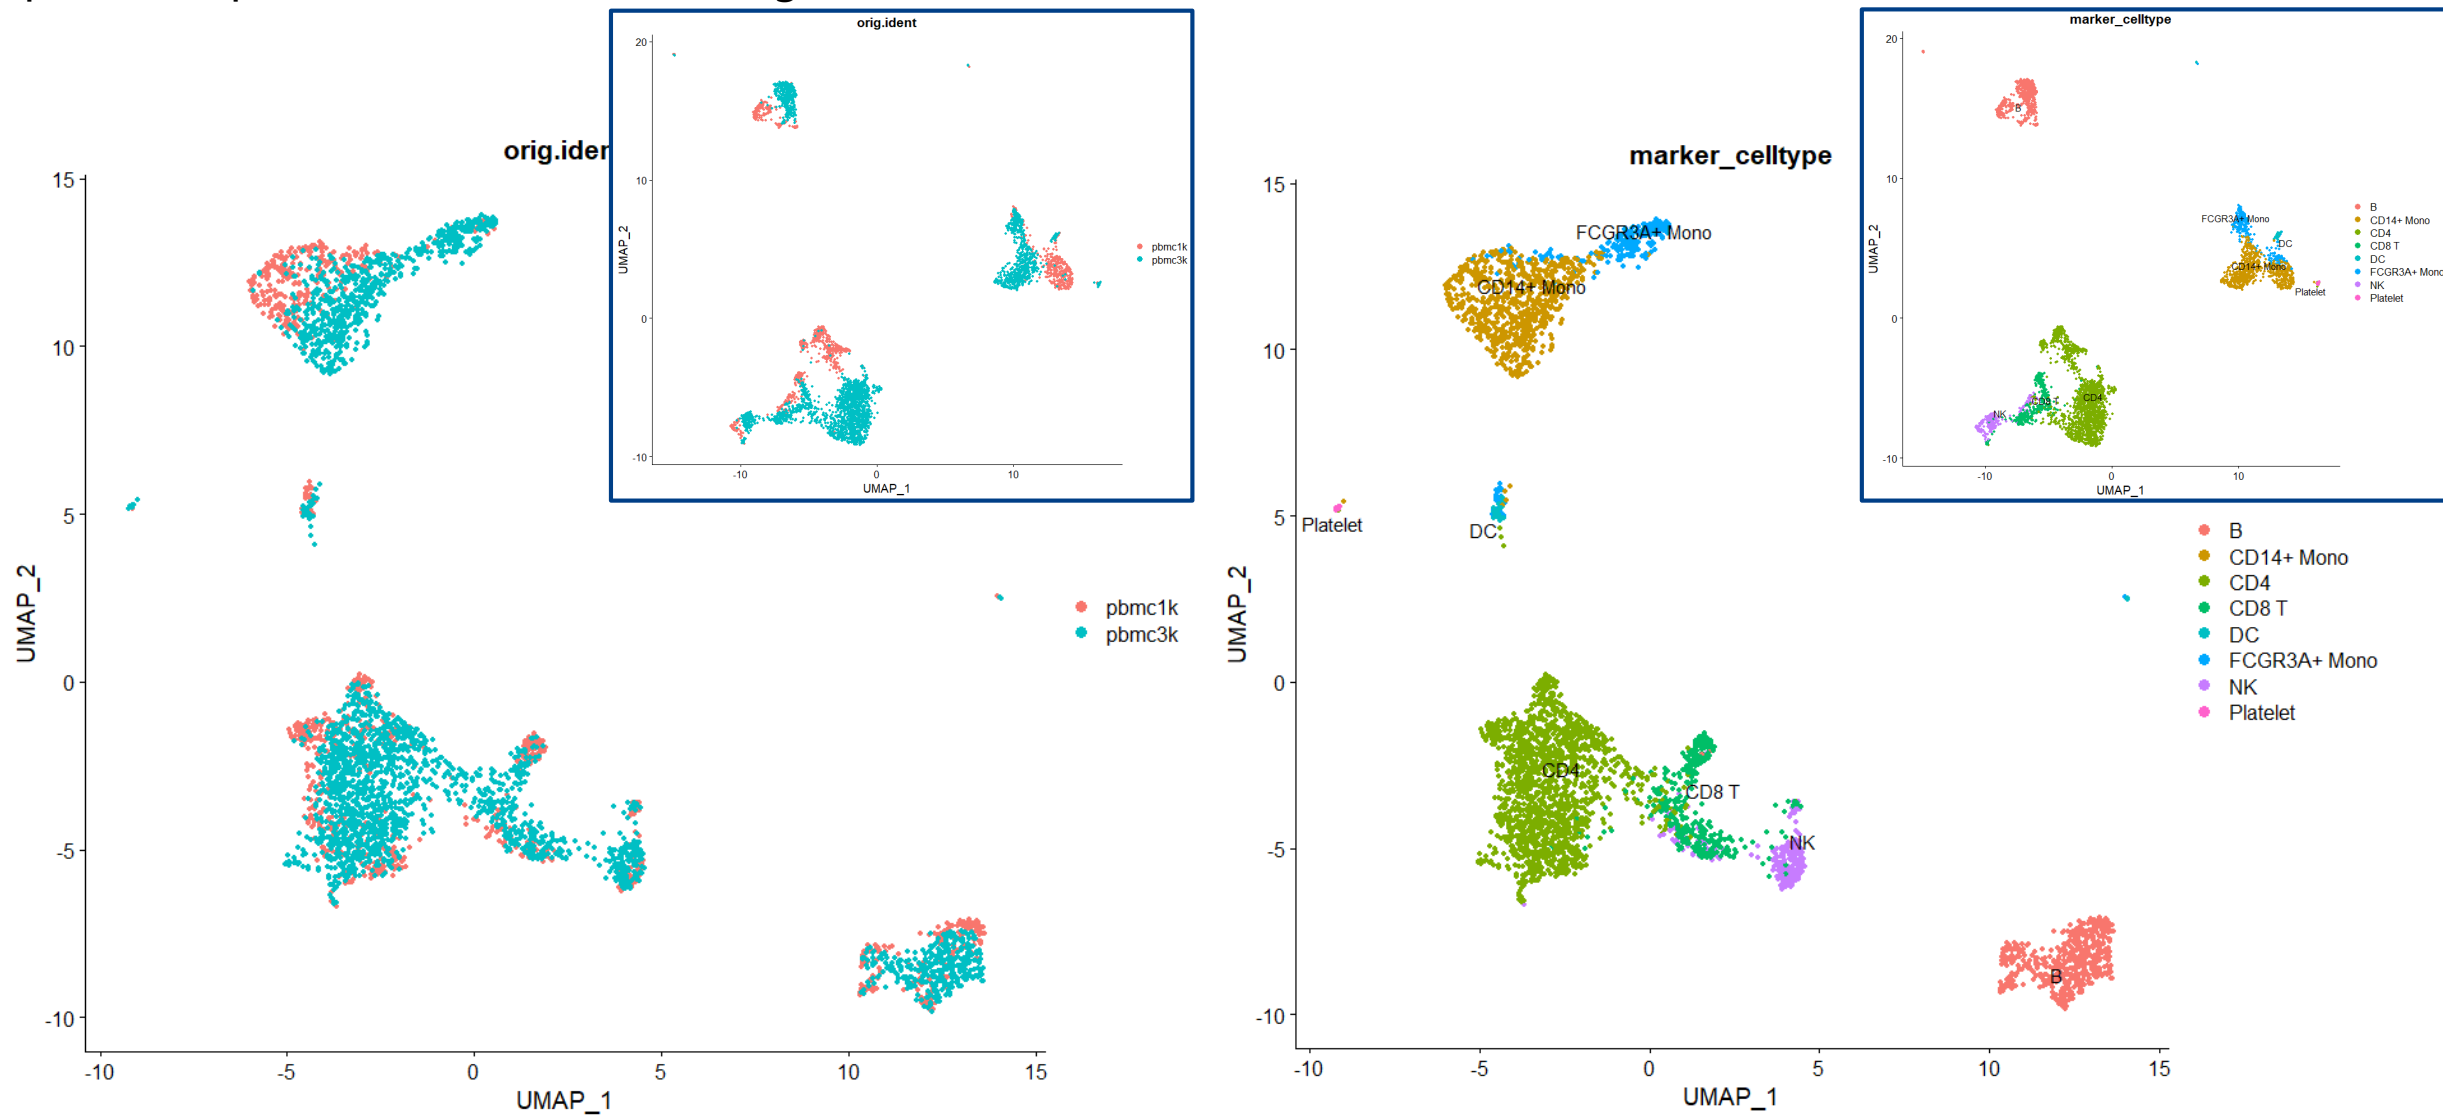 orig.ident
20
10
0
-10
-10
0
10
UMAP_2
UMAP_1
pbmc1k
pbmc3k
orig.ider
15
10
5
0
-5
-10
-10
-5
0
5
10
15
UMAP_2
UMAP_1
pbmc1k
pbmc3k
marker_celltype
20
10
0
-10
-10
0
10
UMAP_2
UMAP_1
B
FCGR3A+ Mono
DC
CD14+ Mono
Platelet
CD4
CD8 T
NK
B
CD14+ Mono
CD4
CD8 T
DC
FCGR3A+ Mono
NK
Platelet
marker_celltype
15
10
5
0
-5
-10
-10
-5
0
5
10
15
UMAP_2
UMAP_1
FCGR3A+ Mono
CD14+ Mono
Platelet
DC
CD4
CD8 T
NK
B
B
CD14+ Mono
CD4
CD8 T
DC
FCGR3A+ Mono
NK
Platelet